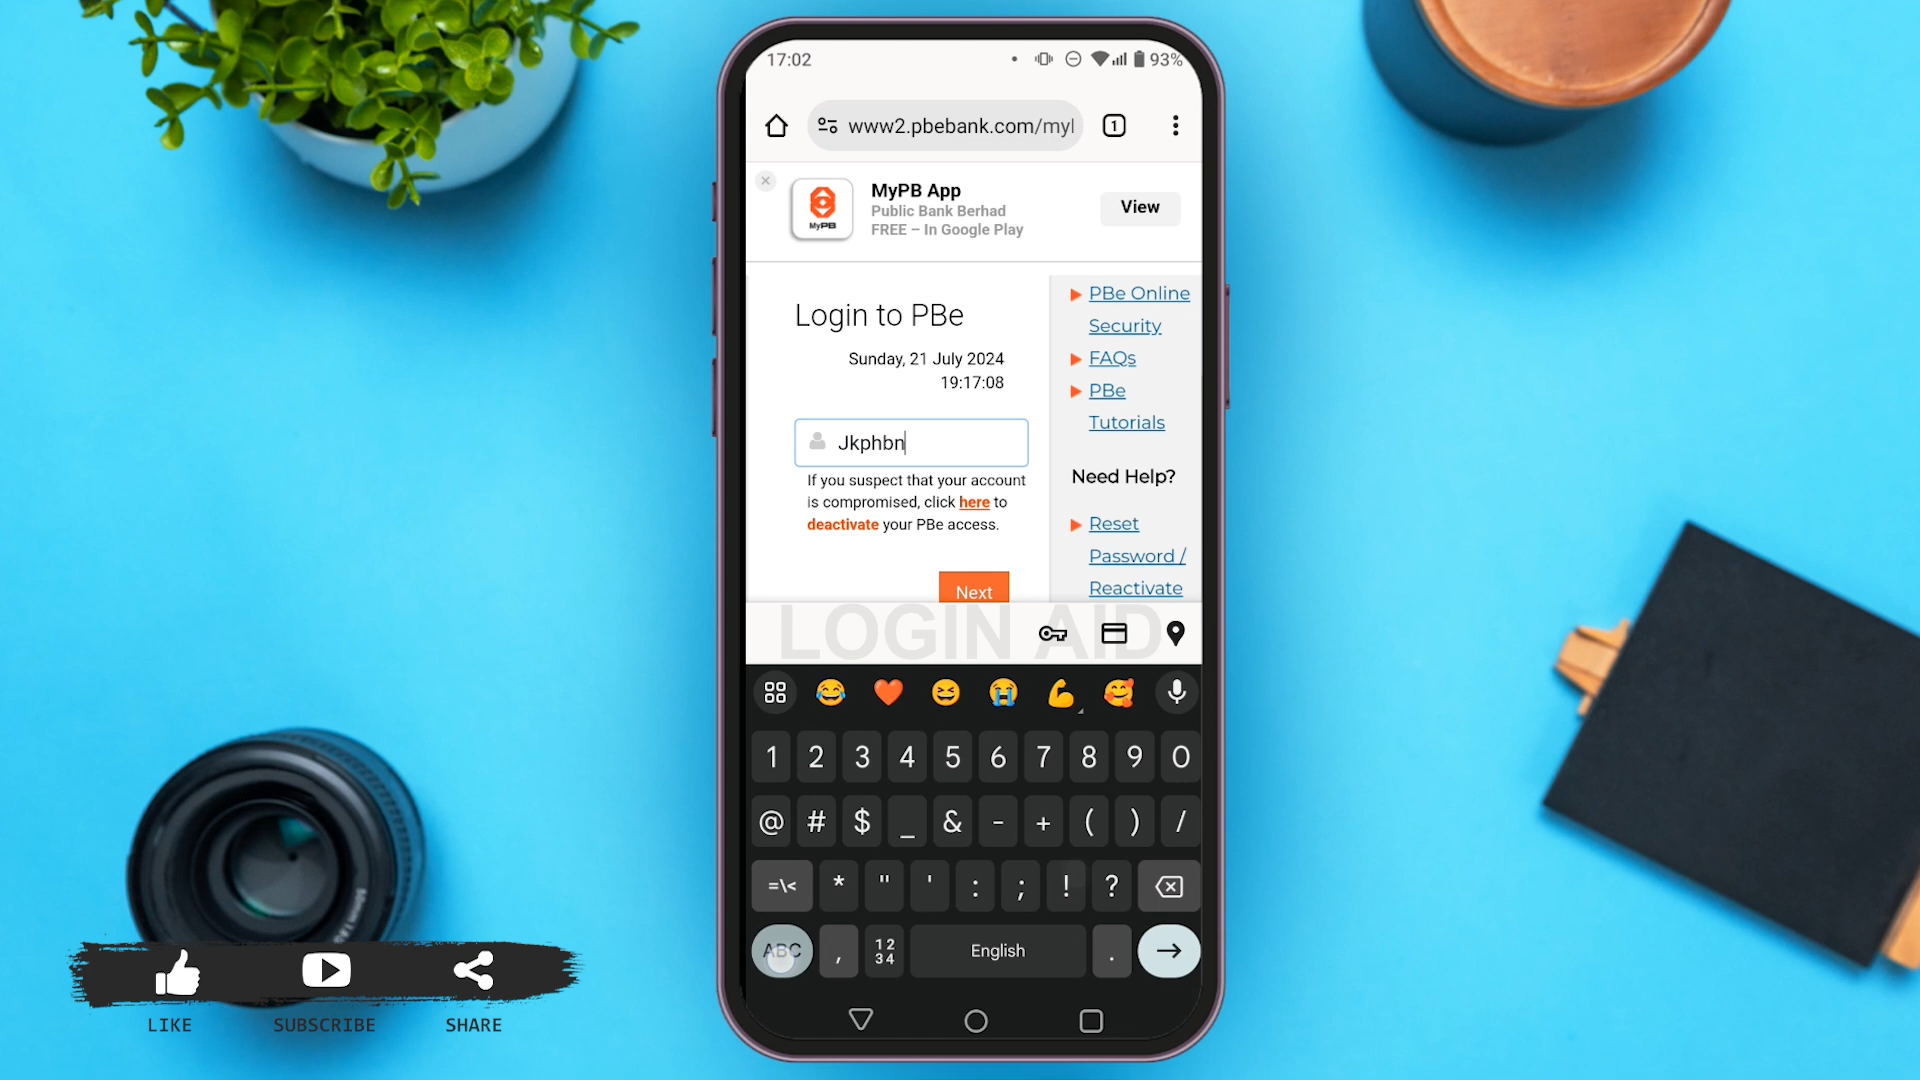 17:02
93%
www2.pbebank.com/myl
1
MyPB App
Public Bank Berhad
FREE – In Google Play
View
MyPB
Login to PBe
Sunday, 21 July 2024
19:17:08
Jkphbn
If you suspect that your account
is compromised, click here to
deactivate your PBe access.
Next
PBe Online
Security
FAQs
PBe
Tutorials
Need Help?
Reset
Password /
Reactivate
LOGIN AID
1 2 3 4 5 6 7 8 9 0
@ # $ _ & - + ( ) /
=\< * " ' : ; ! ?
ABC , 12 34 English .
LIKE SUBSCRIBE SHARE